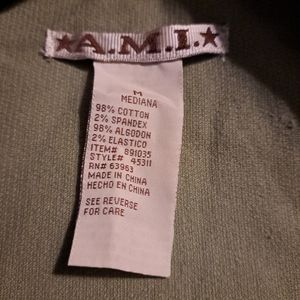 ★A.M.I.★
M
MEDIANA
98% COTTON
2% SPANDEX
98% ALGODON
2% ELASTICO
ITEM# 891035
STYLE# 45311
RN# 63963
MADE IN CHINA
HECHO EN CHINA
SEE REVERSE
FOR CARE